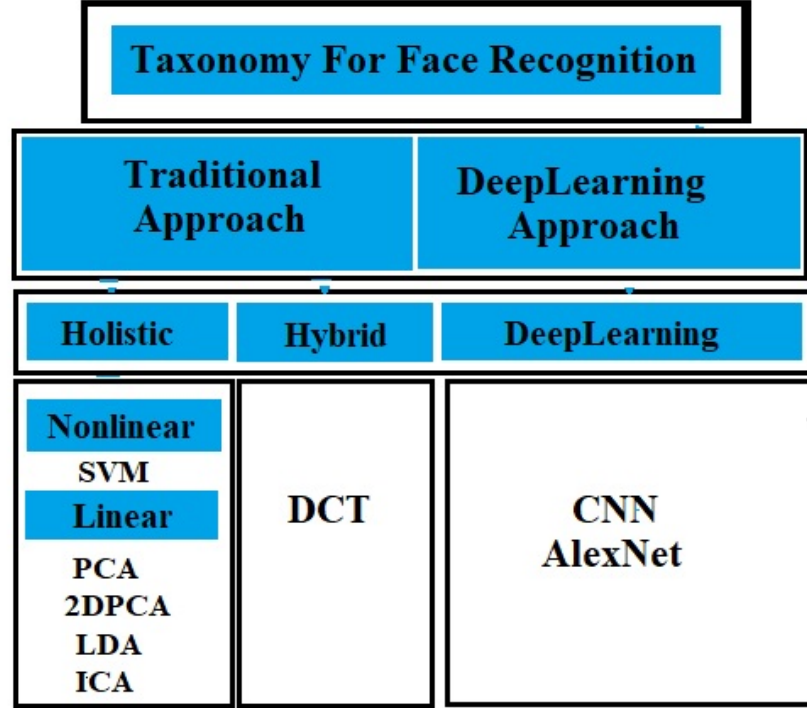 Taxonomy For Face Recognition
Traditional
Approach
DeepLearning
Approach
Holistic
Hybrid
DeepLearning
Nonlinear
SVM
Linear
PCA
2DPCA
LDA
ICA
DCT
CNN
AlexNet